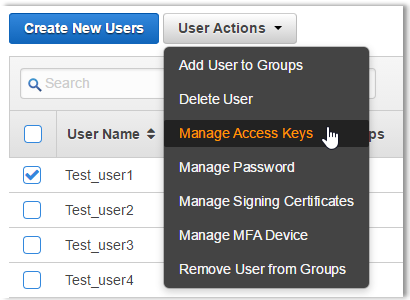 Create New Users User Actions
Add User to Groups
Search
Delete User
User Name Manage Access Keys ps
Test_user1 Manage Password
Test_user2 Manage Signing Certificates
Test_user3 Manage MFA Device
Test_user4 Remove User from Groups